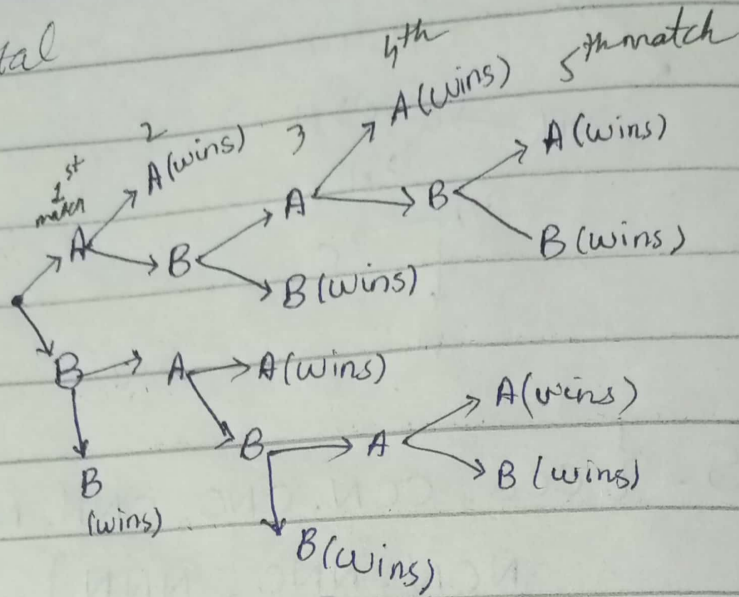 tal
4th
5th match
A(wins)
2
3
A(wins)
A(wins)
1st
match
A
B
A
B
B(wins)
B(wins)
B
A
A(wins)
A(wins)
B
A
B
(wins)
B (wins)
B(wins)